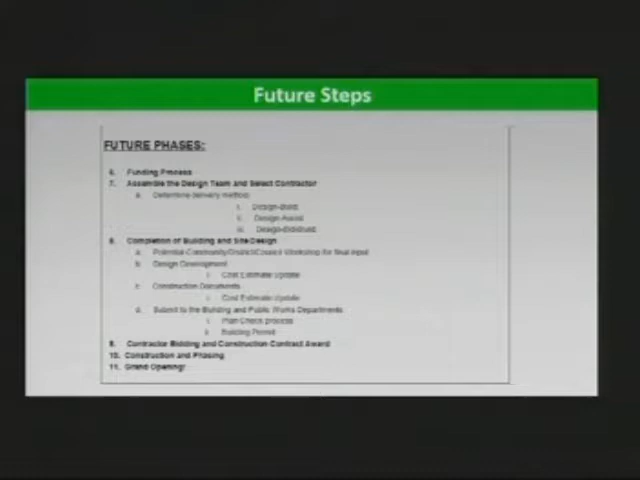 Future Steps
FUTURE PHASES:
6. Funding Process
7. Assemble the Design Team and Select Contractor
a. Determine delivery method
i. Design-Build
ii. Design-Assist
iii. Design-Bid-Build
8. Completion of Building and Site Design
a. Potential Community/District/Council Workshop for final input
b. Design Development
i. Cost Estimate Update
c. Construction Documents
i. Cost Estimate Update
d. Submit to the Building and Public Works Departments
i. Plan Check process
ii. Building Permit
9. Contractor Bidding and Construction Contract Award
10. Construction and Phasing
11. Grand Opening!